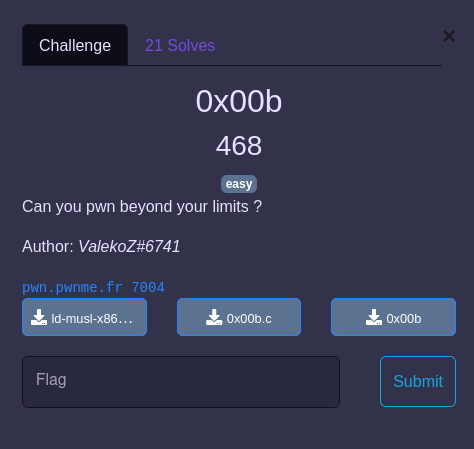 Challenge 21 Solves ×
0x00b
468
easy
Can you pwn beyond your limits ?
Author: ValekoZ#6741
pwn.pwnme.fr 7004
ld-musl-x86… 0x00b.c 0x00b
Flag Submit